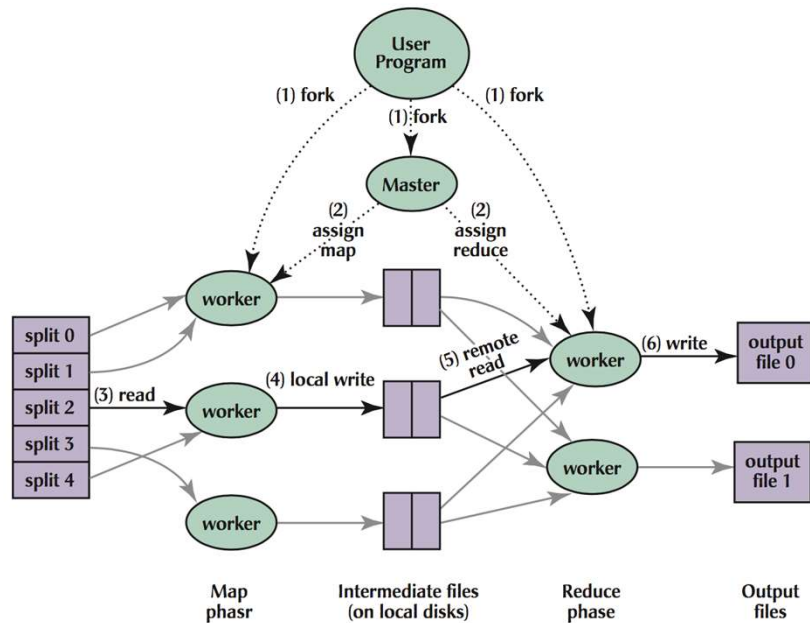 User
Program
(1) fork
(1) fork
(1) fork
Master
(2)
assign
map
(2)
assign
reduce
worker
split 0
split 1
split 2
split 3
split 4
(3) read
worker
(4) local write
(5) remote
read
worker
(6) write
output
file 0
worker
worker
output
file 1
Map
phasr
Intermediate files
(on local disks)
Reduce
phase
Output
files